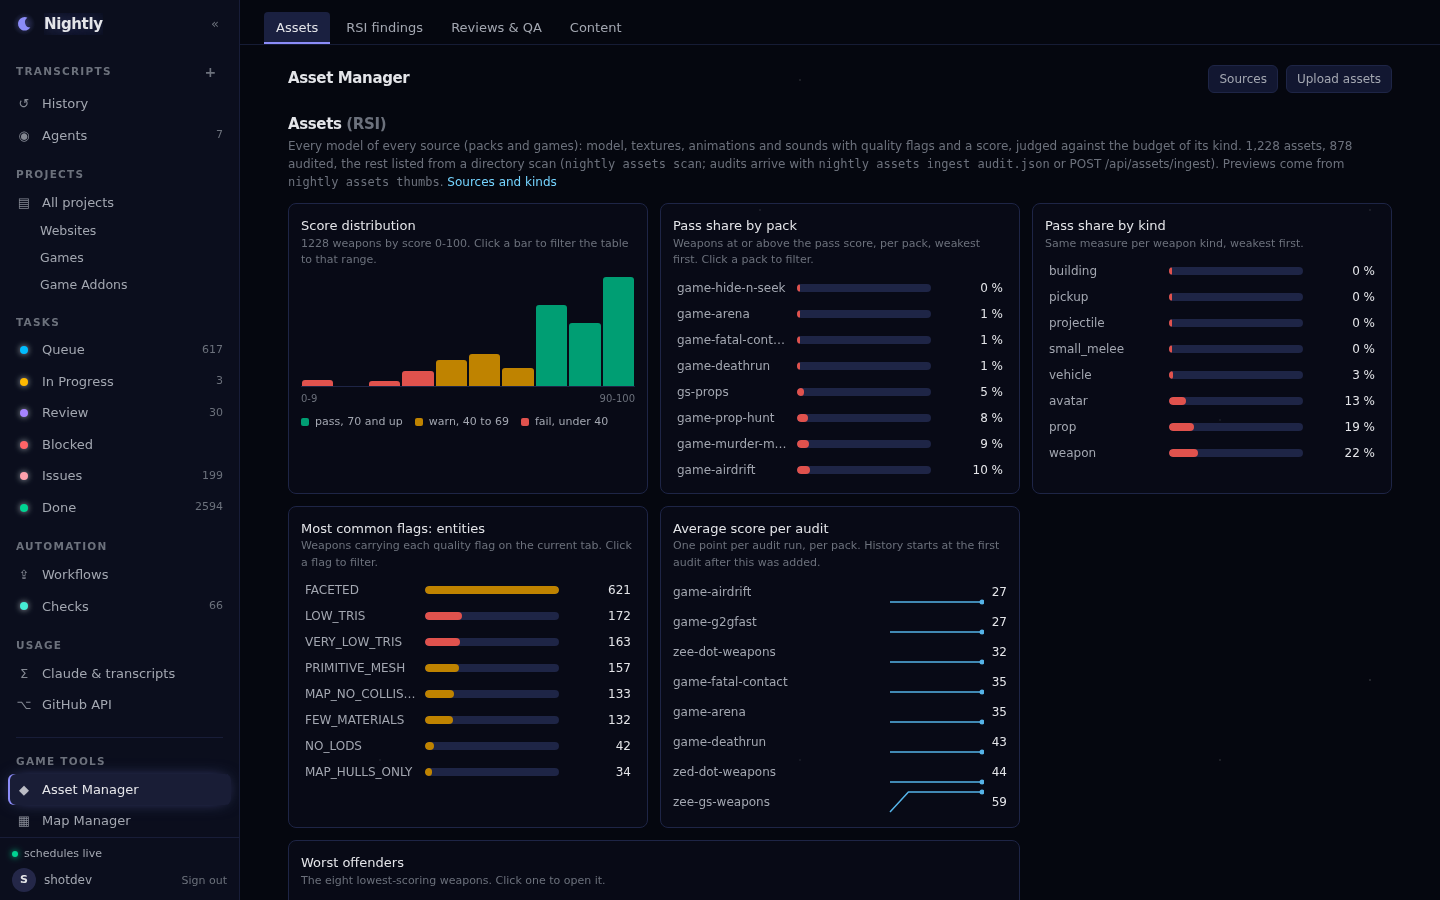 Nightly
«
TRANSCRIPTS
+
History
Agents 7
PROJECTS
All projects
Websites
Games
Game Addons
TASKS
Queue 617
In Progress 3
Review 30
Blocked
Issues 199
Done 2594
AUTOMATION
Workflows
Checks 66
USAGE
Σ Claude & transcripts
GitHub API
GAME TOOLS
Asset Manager
Map Manager
schedules live
S shotdev Sign out
Assets RSI findings Reviews & QA Content
Asset Manager
Sources Upload assets
Assets (RSI)
Every model of every source (packs and games): model, textures, animations and sounds with quality flags and a score, judged against the budget of its kind. 1,228 assets, 878
audited, the rest listed from a directory scan (nightly assets scan; audits arrive with nightly assets ingest audit.json or POST /api/assets/ingest). Previews come from
nightly assets thumbs. Sources and kinds
Score distribution
1228 weapons by score 0-100. Click a bar to filter the table
to that range.
0-9 90-100
pass, 70 and up warn, 40 to 69 fail, under 40
Pass share by pack
Weapons at or above the pass score, per pack, weakest
first. Click a pack to filter.
game-hide-n-seek 0 %
game-arena 1 %
game-fatal-cont… 1 %
game-deathrun 1 %
gs-props 5 %
game-prop-hunt 8 %
game-murder-m… 9 %
game-airdrift 10 %
Pass share by kind
Same measure per weapon kind, weakest first.
building 0 %
pickup 0 %
projectile 0 %
small_melee 0 %
vehicle 3 %
avatar 13 %
prop 19 %
weapon 22 %
Most common flags: entities
Weapons carrying each quality flag on the current tab. Click
a flag to filter.
FACETED 621
LOW_TRIS 172
VERY_LOW_TRIS 163
PRIMITIVE_MESH 157
MAP_NO_COLLIS… 133
FEW_MATERIALS 132
NO_LODS 42
MAP_HULLS_ONLY 34
Average score per audit
One point per audit run, per pack. History starts at the first
audit after this was added.
game-airdrift 27
game-g2gfast 27
zee-dot-weapons 32
game-fatal-contact 35
game-arena 35
game-deathrun 43
zed-dot-weapons 44
zee-gs-weapons 59
Worst offenders
The eight lowest-scoring weapons. Click one to open it.